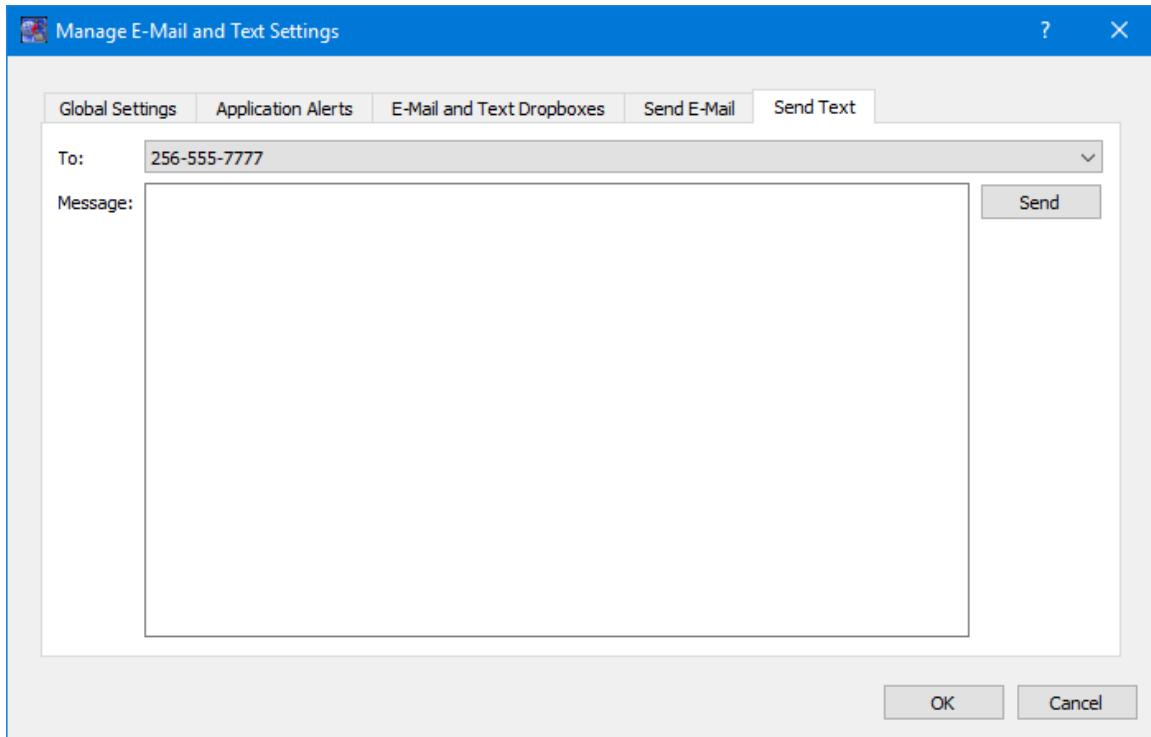 Manage E-Mail and Text Settings ?
Global Settings Application Alerts E-Mail and Text Dropboxes Send E-Mail Send Text
To: 256-555-7777
Message: Send
OK Cancel